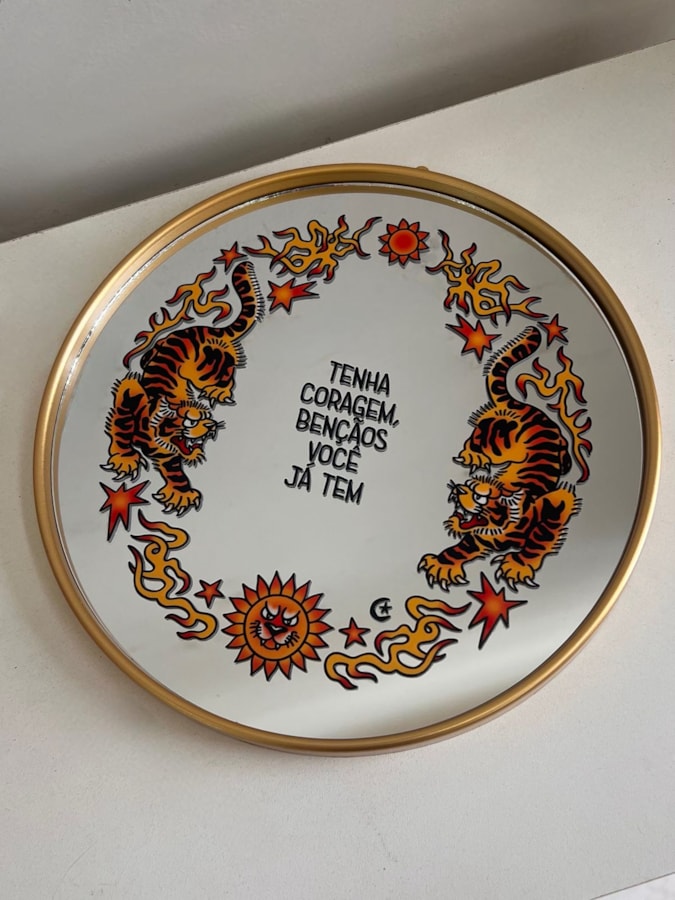 TENHA
CORAGEM,
BENÇÃOS
VOCÊ
JÁ TEM